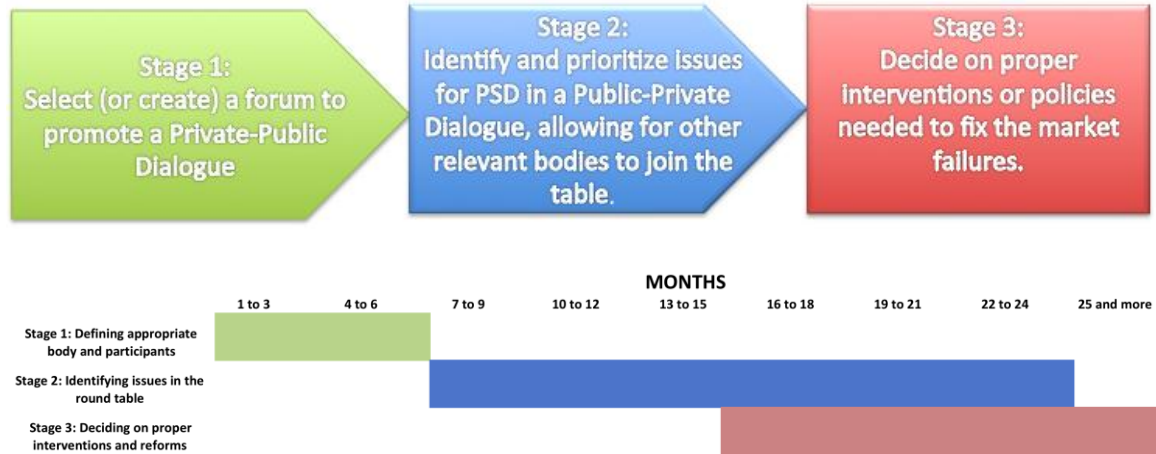 Stage 1:
Select (or create) a forum to
promote a Private-Public
Dialogue
Stage 2:
Identify and prioritize issues
for PSD in a Public-Private
Dialogue, allowing for other
relevant bodies to join the
table.
Stage 3:
Decide on proper
interventions or policies
needed to fix the market
failures.
MONTHS
1 to 3 4 to 6 7 to 9 10 to 12 13 to 15 16 to 18 19 to 21 22 to 24 25 and more
Stage 1: Defining appropriate
body and participants
Stage 2: Identifying issues in the
round table
Stage 3: Deciding on proper
interventions and reforms